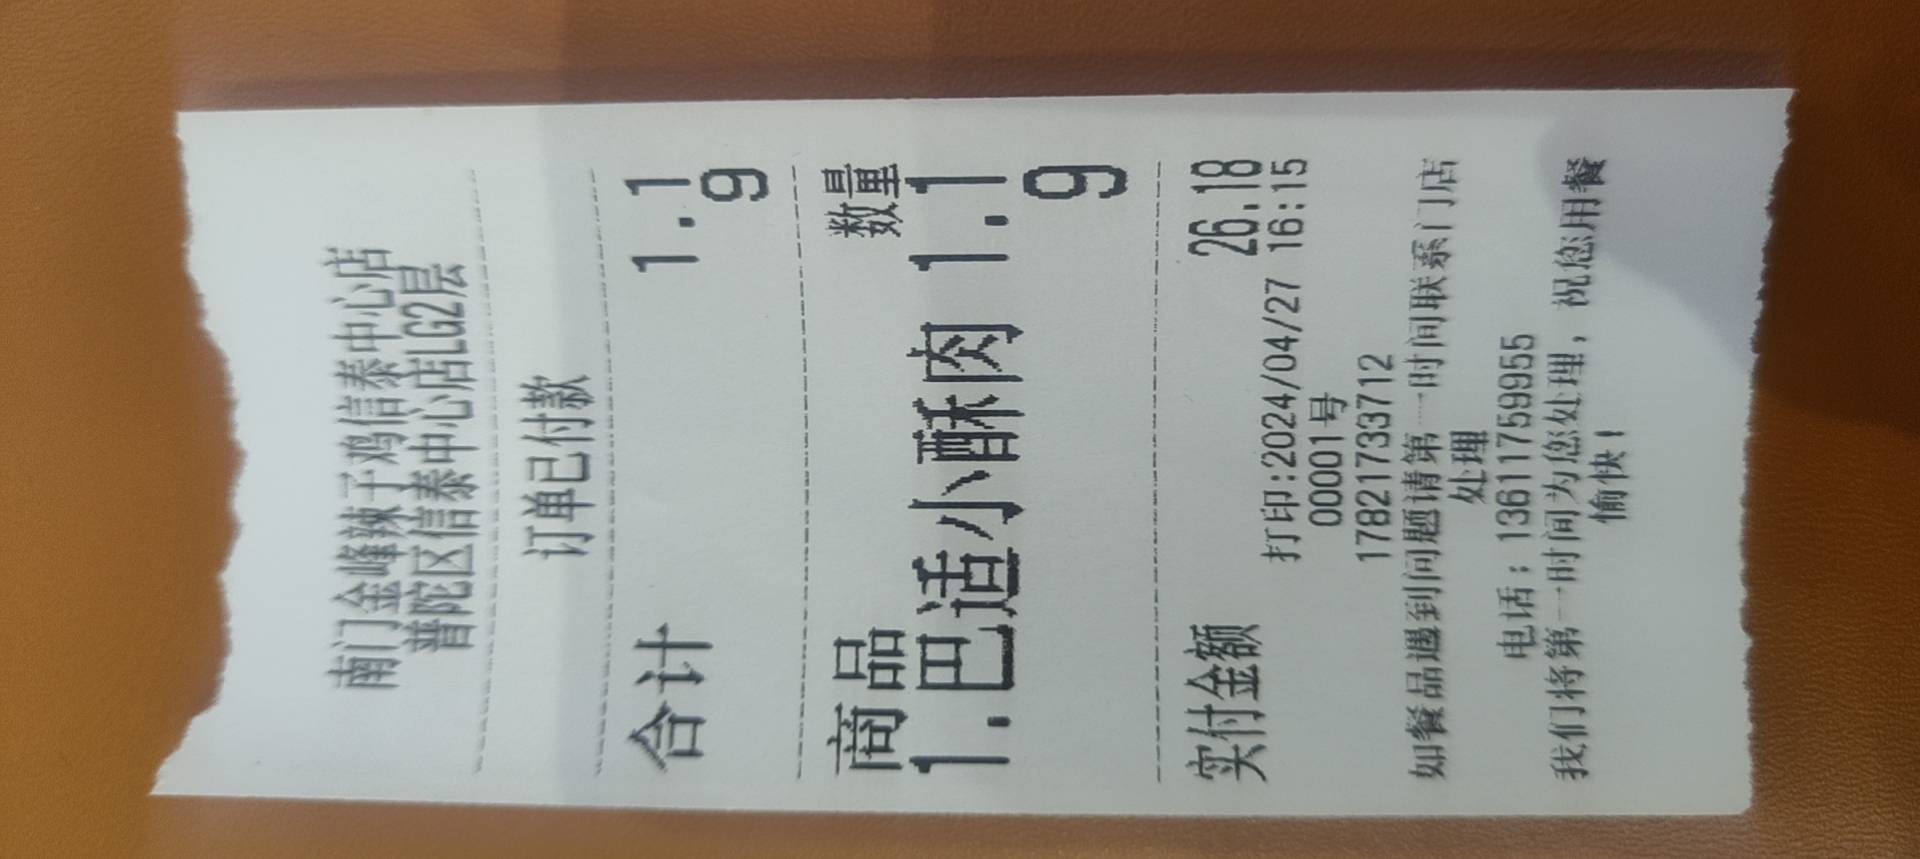 南门金峰辣子鸡信泰中心店
普陀区信泰中心店LG2层
订单已付款
合计 1.1
9
商品 数量
1.巴适小酥肉 1.1
9
实付金额 26.18
打印:2024/04/27 16:15
00001号
17821733712
如餐品遇到问题请第一时间联系门店
处理
电话：13611759955
我们将第一时间为您处理，祝您用餐
愉快！